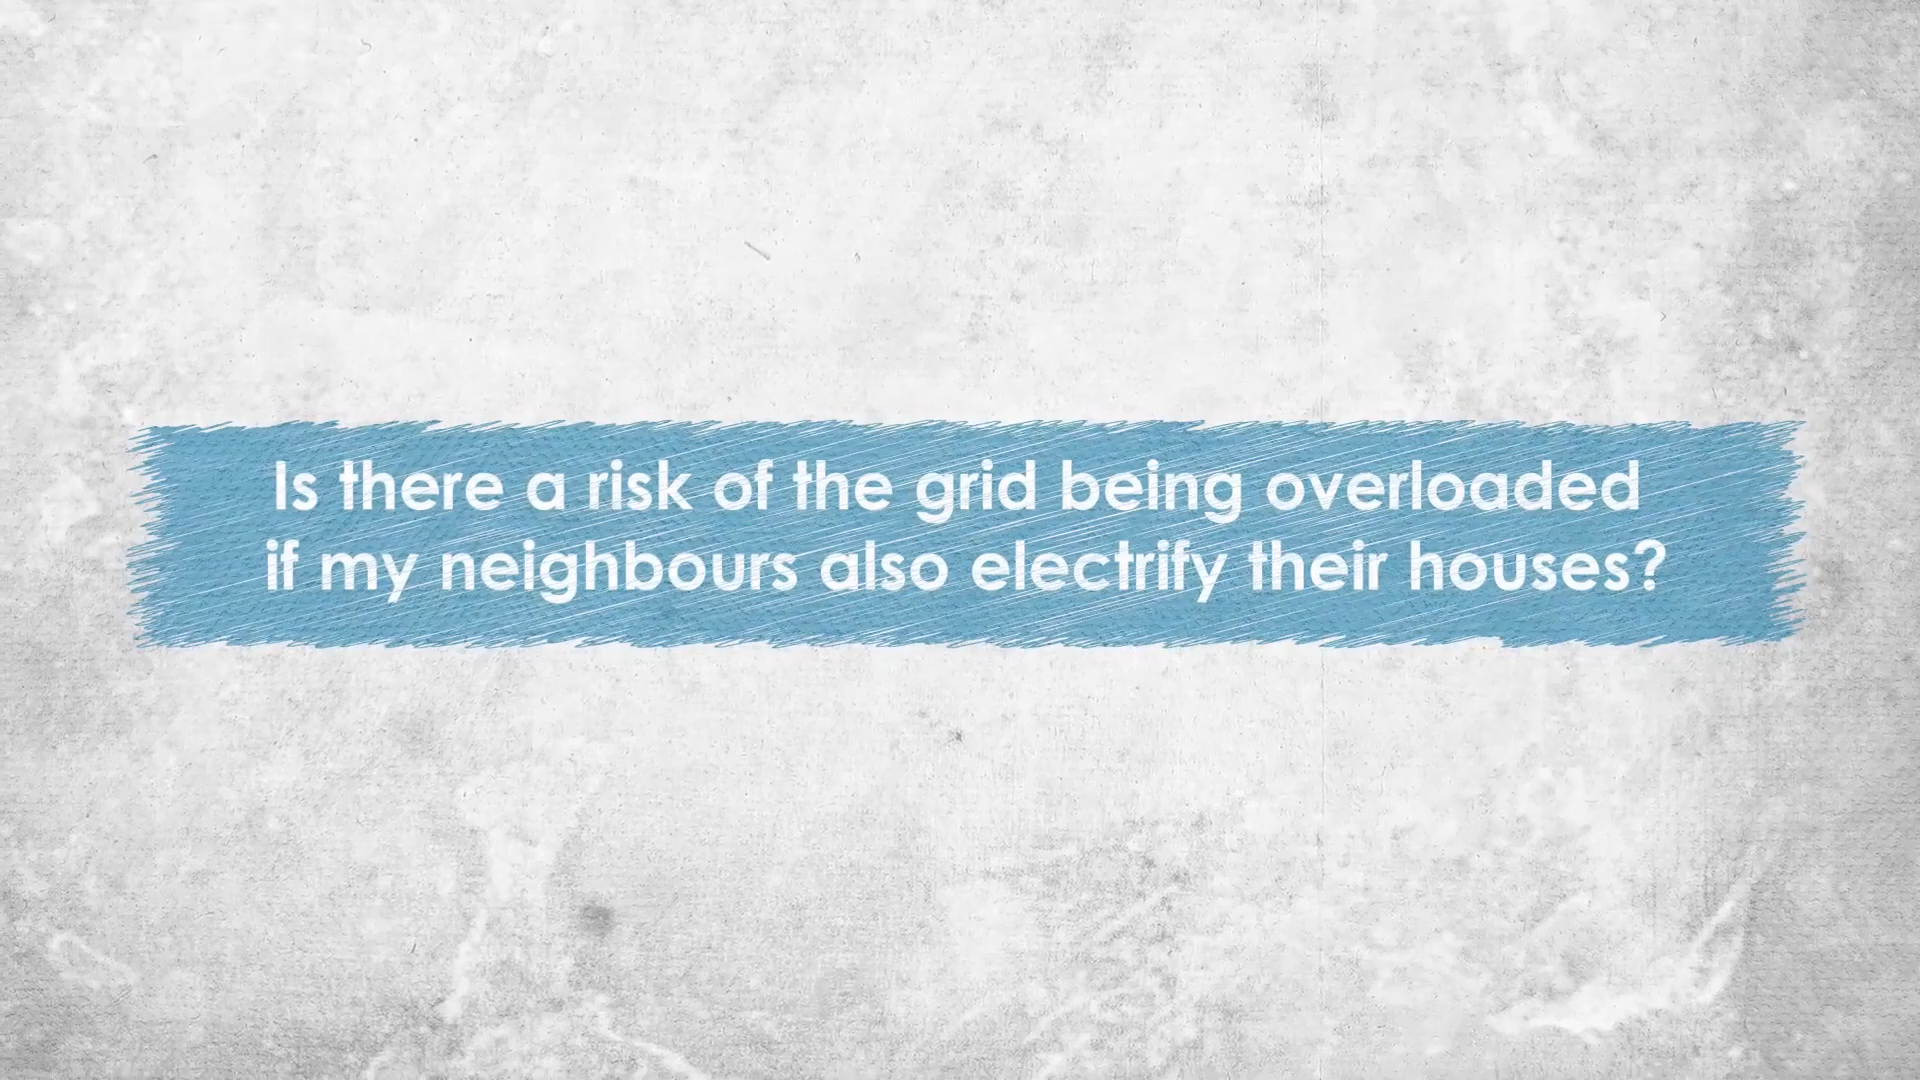 Is there a risk of the grid being overloaded
if my neighbours also electrify their houses?